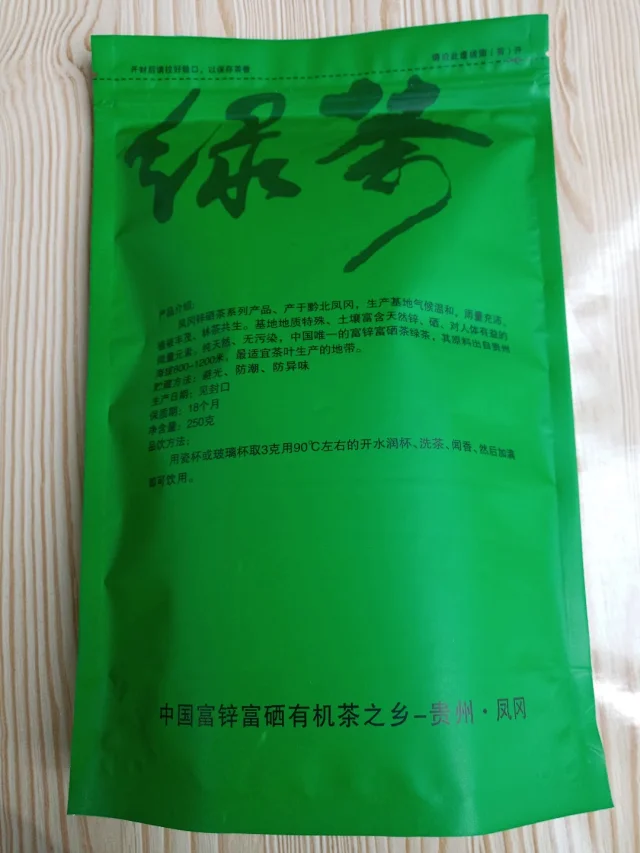 开封后请拉好链口，以保存茶香
绿茶
产品介绍:
凤冈锌硒茶系列产品、产于黔北凤冈，生产基地气候温和，雨量充沛、
植被丰茂、林茶共生。基地地质特殊、土壤富含天然锌、硒，对人体有益的
微量元素，纯天然、无污染，中国唯一的富锌富硒茶绿茶，其原料出自贵州
海拔800-1200米，最适宜茶叶生产的地带。
贮藏方法：避光、防潮、防异味
生产日期：见封口
保质期：18个月
净含量：250克
品饮方法：
用瓷杯或玻璃杯取3克用90℃左右的开水润杯、洗茶、闻香、然后加满
即可饮用。
中国富锌富硒有机茶之乡-贵州·凤冈